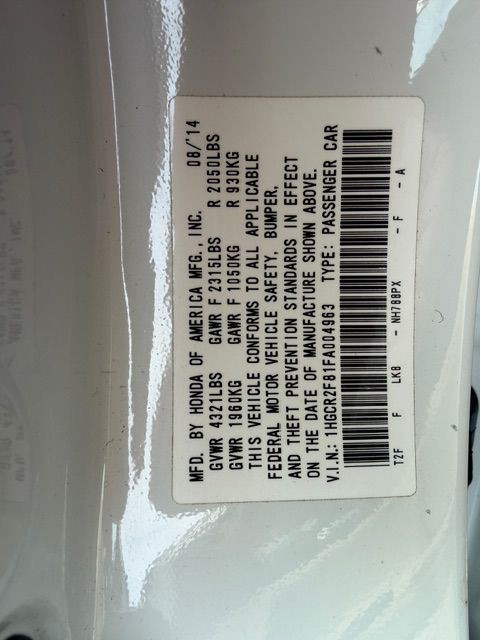 MFD. BY HONDA OF AMERICA MFG., INC. 08/'14
GVWR 4321LBS GAWR F 2315LBS R 2050LBS
GVWR 1960KG GAWR F 1050KG R 930KG
THIS VEHICLE CONFORMS TO ALL APPLICABLE
FEDERAL MOTOR VEHICLE SAFETY, BUMPER,
AND THEFT PREVENTION STANDARDS IN EFFECT
ON THE DATE OF MANUFACTURE SHOWN ABOVE.
V.I.N.: 1HGCR2F81FA004963 TYPE: PASSENGER CAR
T2F F LK8 - NH788PX - F - A